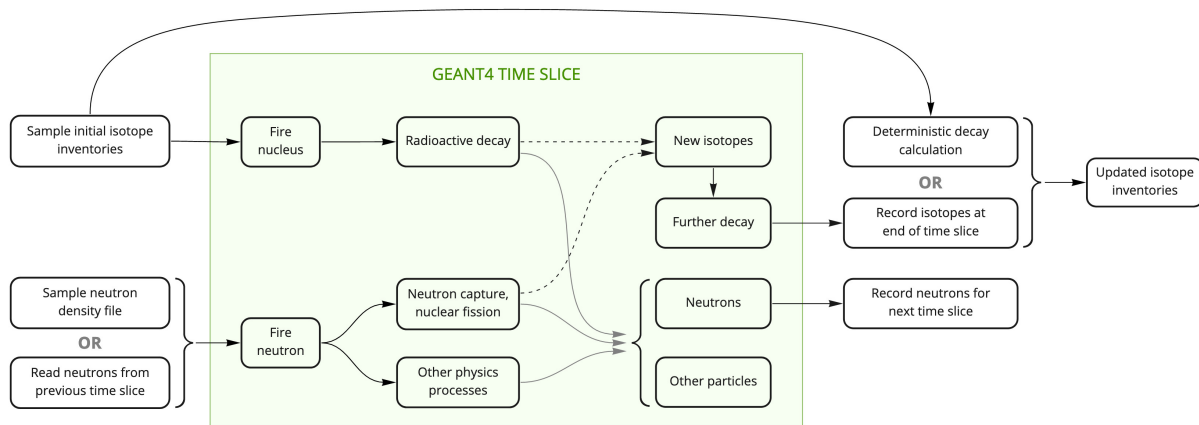 GEANT4 TIME SLICE
Sample initial isotope
inventories
Fire
nucleus
Radioactive decay
New isotopes
Deterministic decay
calculation
OR
Updated isotope
inventories
Further decay
Record isotopes at
end of time slice
Sample neutron
density file
OR
Read neutrons from
previous time slice
Fire
neutron
Neutron capture,
nuclear fission
Other physics
processes
Neutrons
Other particles
Record neutrons for
next time slice